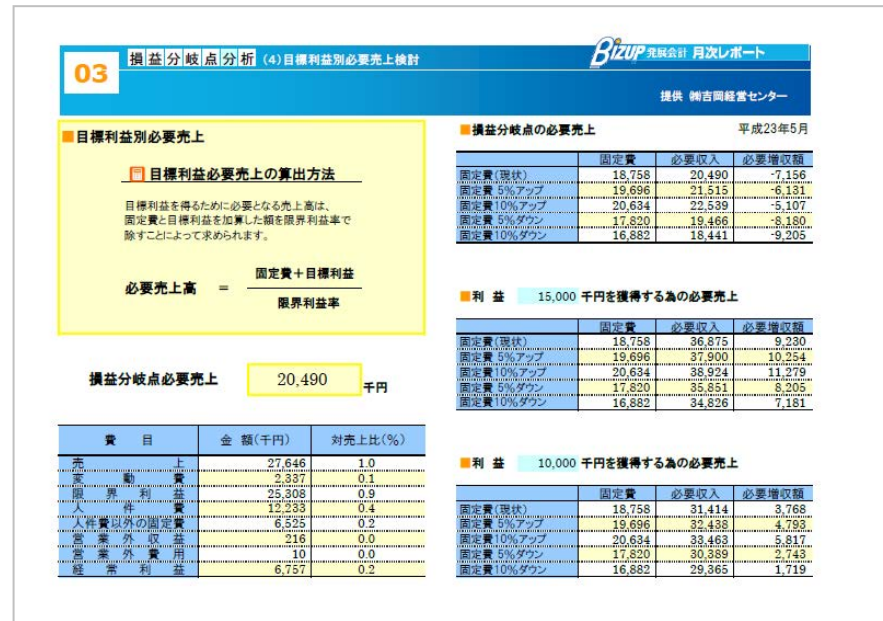 03
損益分岐点分析 (4)目標利益別必要売上検討
BIZUP 発展会計 月次レポート
提供 ㈱吉岡経営センター
■目標利益別必要売上
目標利益必要売上の算出方法
目標利益を得るために必要となる売上高は、
固定費と目標利益を加算した額を限界利益率で
除すことによって求められます。
必要売上高 = 固定費+目標利益
限界利益率
損益分岐点必要売上 20,490 千円
費目 金額(千円) 対売上比(%)
売上 27,646 1.0
変動費 2,337 0.1
限界利益 25,308 0.9
人件費 12,233 0.4
人件費以外の固定費 6,525 0.2
営業外収益 216 0.0
営業外費用 10 0.0
経常利益 6,757 0.2
■損益分岐点の必要売上 平成23年5月
固定費 必要収入 必要増収額
固定費(現状) 18,758 20,490 -7,156
固定費 5%アップ 19,696 21,515 -6,131
固定費10%アップ 20,634 22,539 -5,107
固定費 5%ダウン 17,820 19,466 -8,180
固定費10%ダウン 16,882 18,441 -9,205
■利益 15,000 千円を獲得する為の必要売上
固定費 必要収入 必要増収額
固定費(現状) 18,758 36,875 9,230
固定費 5%アップ 19,696 37,900 10,254
固定費10%アップ 20,634 38,924 11,279
固定費 5%ダウン 17,820 35,851 8,205
固定費10%ダウン 16,882 34,826 7,181
■利益 10,000 千円を獲得する為の必要売上
固定費 必要収入 必要増収額
固定費(現状) 18,758 31,414 3,768
固定費 5%アップ 19,696 32,438 4,793
固定費10%アップ 20,634 33,463 5,817
固定費 5%ダウン 17,820 30,389 2,743
固定費10%ダウン 16,882 29,365 1,719